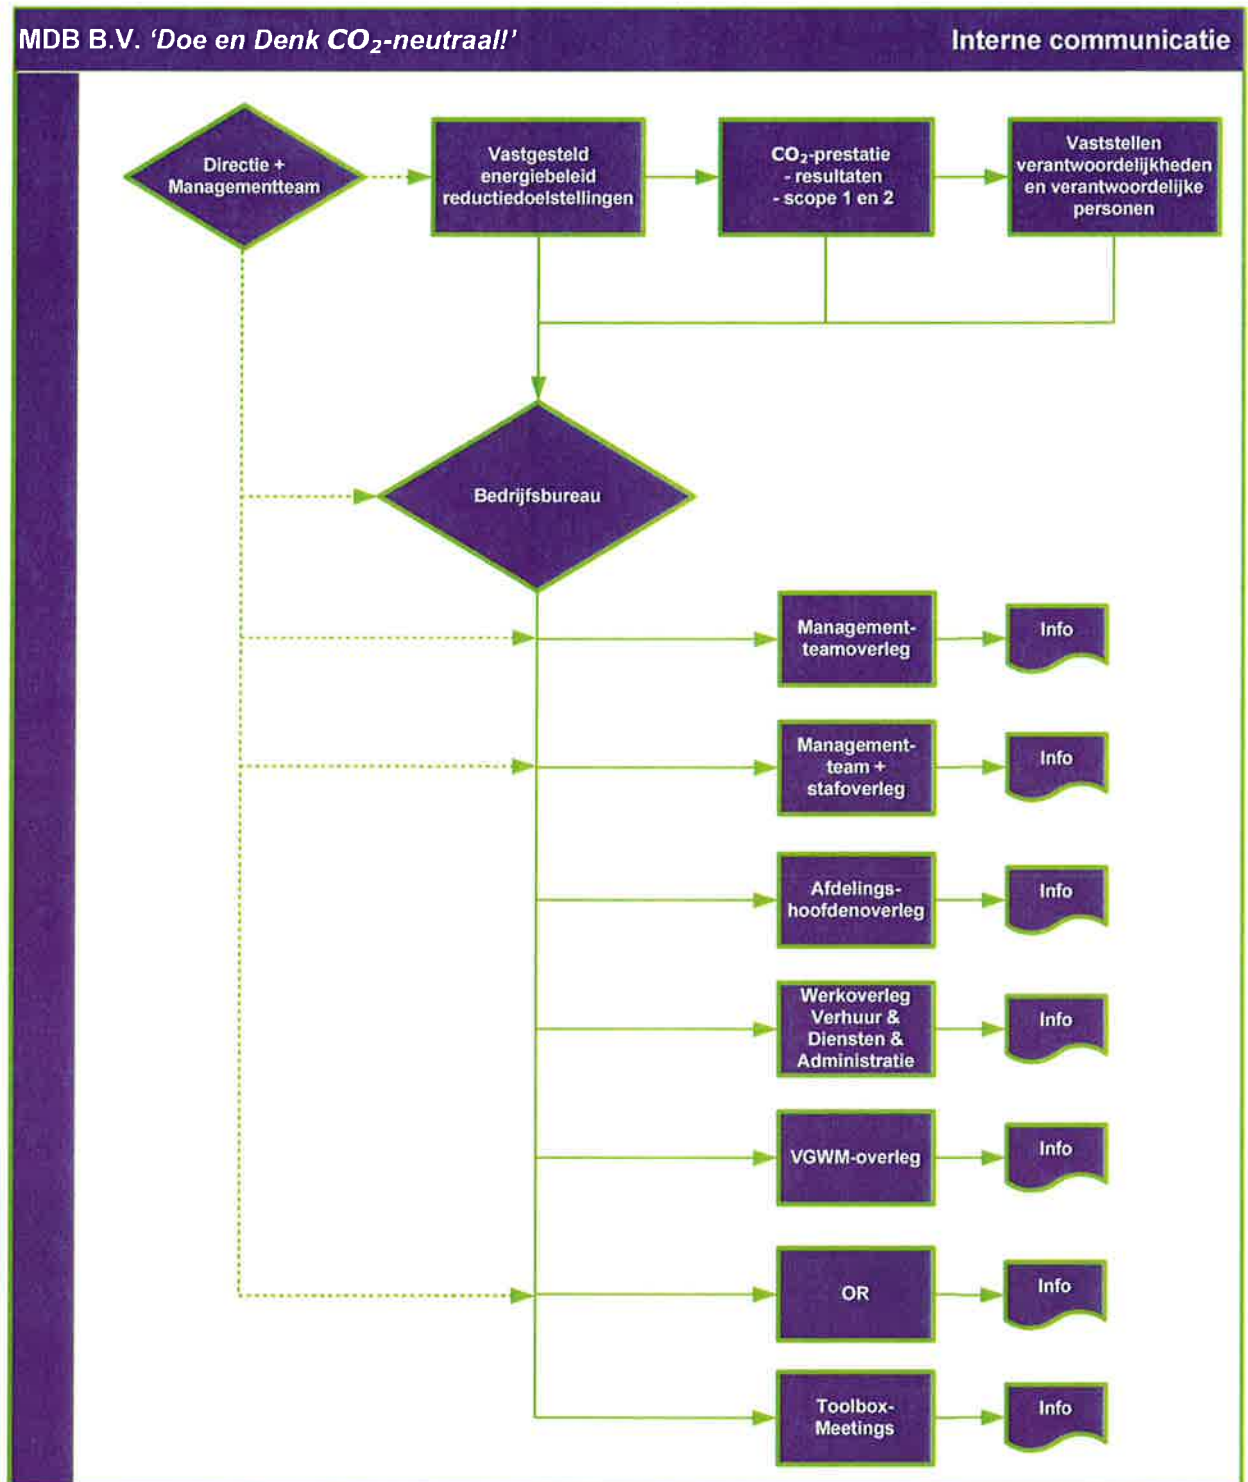 MDB B.V. 'Doe en Denk CO₂-neutraal!' Interne communicatie
Directie +
Managementteam
Vastgesteld
energiebeleid
reductiedoelstellingen
CO₂-prestatie
- resultaten
- scope 1 en 2
Vaststellen
verantwoordelijkheden
en verantwoordelijke
personen
Bedrijfsbureau
Management-
teamoverleg
Info
Management-
team +
stafoverleg
Info
Afdelings-
hoofdenoverleg
Info
Werkoverleg
Verhuur &
Diensten &
Administratie
Info
VGWM-overleg
Info
OR
Info
Toolbox-
Meetings
Info